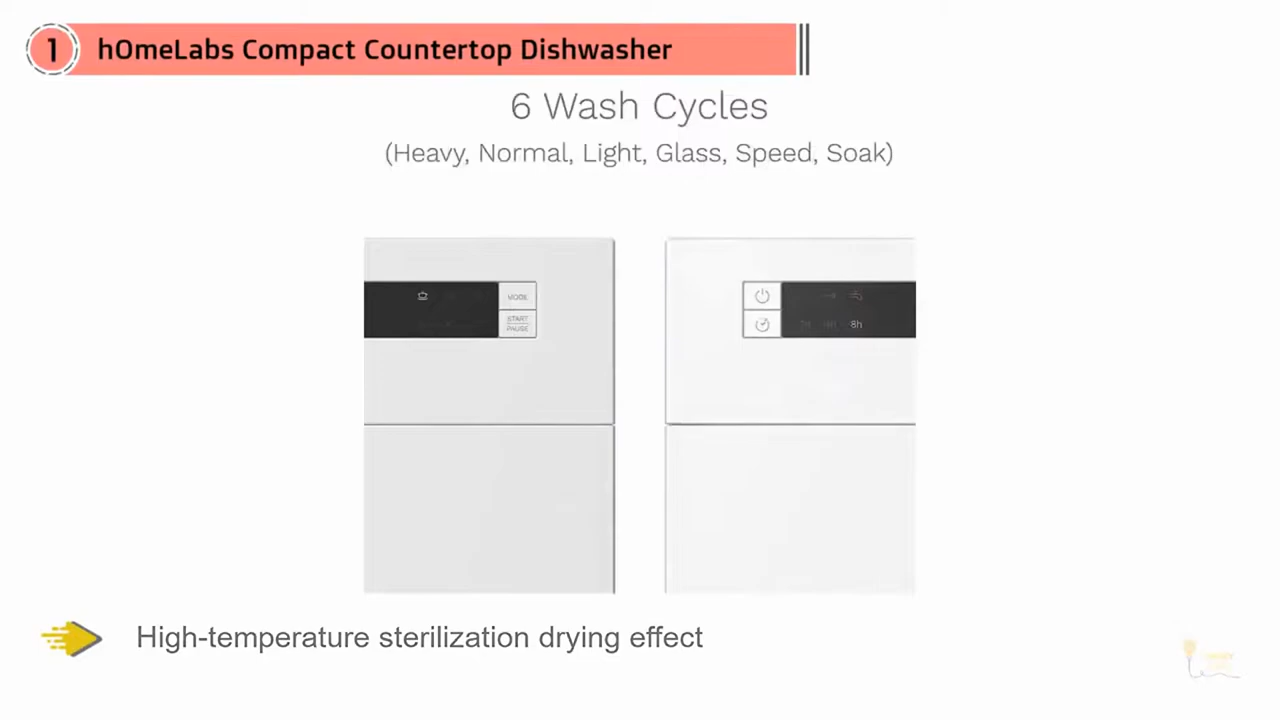 1 hOmeLabs Compact Countertop Dishwasher
6 Wash Cycles
(Heavy, Normal, Light, Glass, Speed, Soak)
MODE
START
PAUSE
8h
High-temperature sterilization drying effect